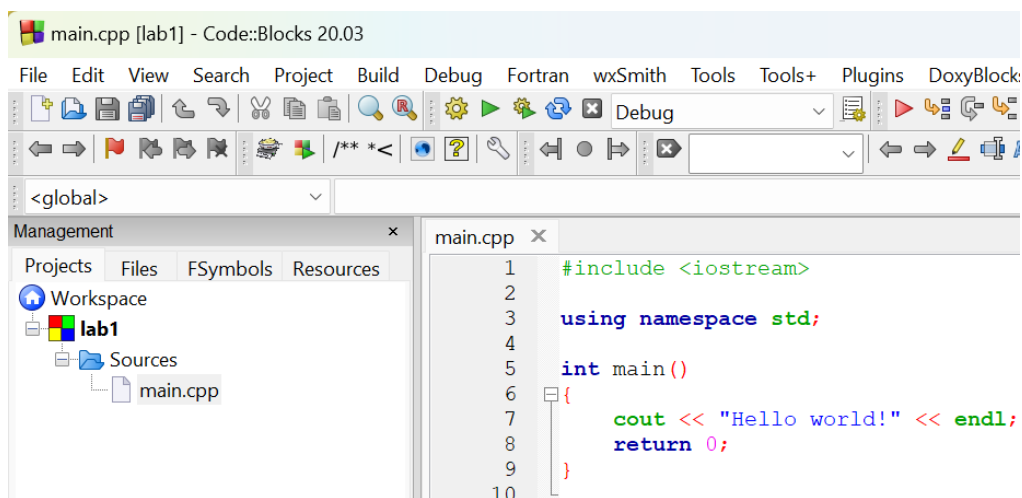 main.cpp [lab1] - Code::Blocks 20.03
File Edit View Search Project Build Debug Fortran wxSmith Tools Tools+ Plugins DoxyBlocks
Debug
/** *<
<global>
Management
Projects Files FSymbols Resources
Workspace
lab1
Sources
main.cpp
main.cpp
1 #include <iostream>
2
3 using namespace std;
4
5 int main()
6 {
7 cout << "Hello world!" << endl;
8 return 0;
9 }
10